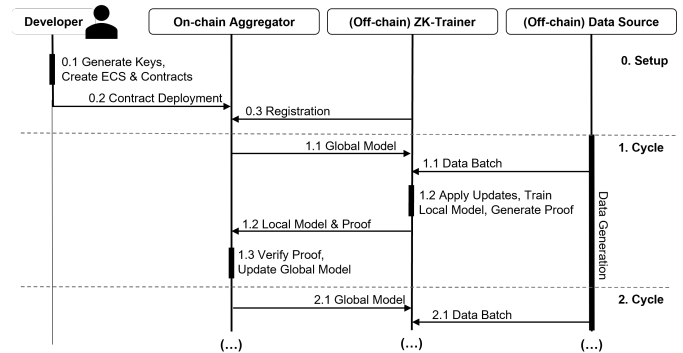 Developer
On-chain Aggregator
(Off-chain) ZK-Trainer
(Off-chain) Data Source
0. Setup
0.1 Generate Keys,
Create ECS & Contracts
0.2 Contract Deployment
0.3 Registration
1. Cycle
1.1 Global Model
1.1 Data Batch
1.2 Apply Updates, Train
Local Model, Generate Proof
Data Generation
1.2 Local Model & Proof
1.3 Verify Proof,
Update Global Model
2. Cycle
2.1 Global Model
2.1 Data Batch
(...)
(...)
(...)